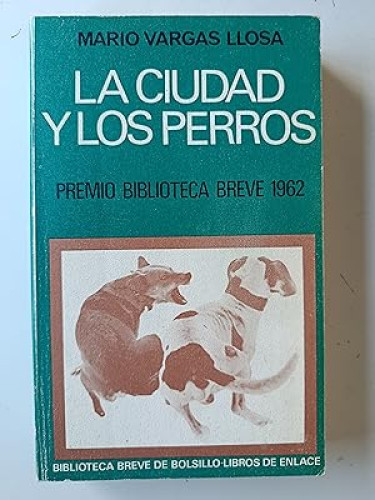 MARIO VARGAS LLOSA
LA CIUDAD
Y LOS PERROS
PREMIO BIBLIOTECA BREVE 1962
BIBLIOTECA BREVE DE BOLSILLO·LIBROS DE ENLACE